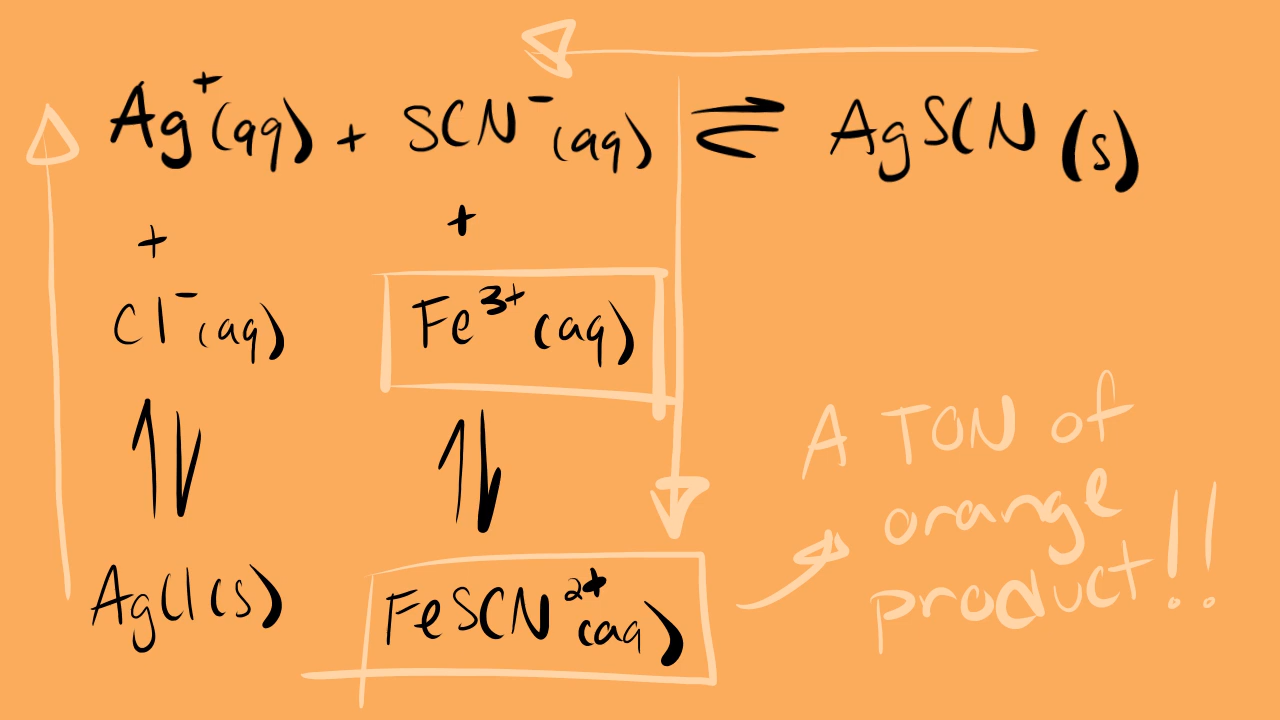 Ag⁺(aq) + SCN⁻(aq) ⇌ AgSCN(s)
+ +
Cl⁻(aq) Fe³⁺(aq)
⥮ ⥮
AgCl(s) FeSCN²⁺(aq)
A TON of
orange
product!!